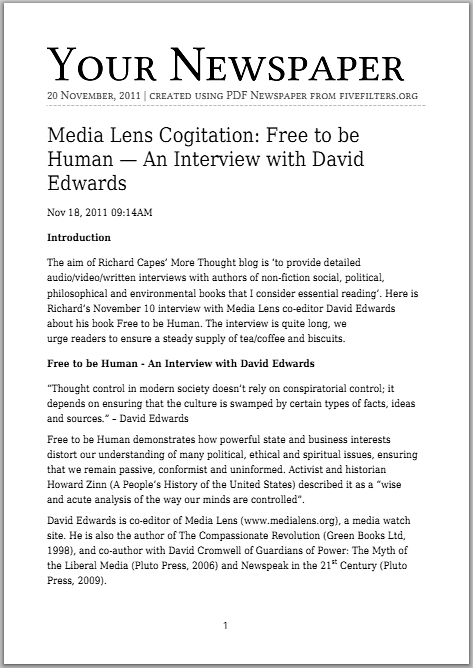 YOUR NEWSPAPER
20 NOVEMBER, 2011 | CREATED USING PDF NEWSPAPER FROM FIVEFILTERS.ORG
Media Lens Cogitation: Free to be
Human — An Interview with David
Edwards
Nov 18, 2011 09:14AM
Introduction
The aim of Richard Capes’ More Thought blog is ‘to provide detailed
audio/video/written interviews with authors of non-fiction social, political,
philosophical and environmental books that I consider essential reading’. Here is
Richard’s November 10 interview with Media Lens co-editor David Edwards
about his book Free to be Human. The interview is quite long, we
urge readers to ensure a steady supply of tea/coffee and biscuits.
Free to be Human - An Interview with David Edwards
“Thought control in modern society doesn’t rely on conspiratorial control; it
depends on ensuring that the culture is swamped by certain types of facts, ideas
and sources.” – David Edwards
Free to be Human demonstrates how powerful state and business interests
distort our understanding of many political, ethical and spiritual issues, ensuring
that we remain passive, conformist and uninformed. Activist and historian
Howard Zinn (A People’s History of the United States) described it as a “wise
and acute analysis of the way our minds are controlled”.
David Edwards is co-editor of Media Lens (www.medialens.org), a media watch
site. He is also the author of The Compassionate Revolution (Green Books Ltd,
1998), and co-author with David Cromwell of Guardians of Power: The Myth of
the Liberal Media (Pluto Press, 2006) and Newspeak in the 21st Century (Pluto
Press, 2009).
1